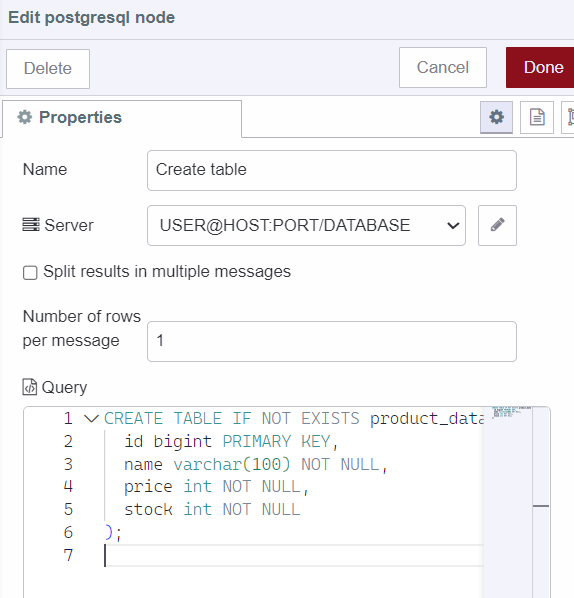 Edit postgresql node
Delete
Cancel
Done
Properties
Name
Create table
Server
USER@HOST:PORT/DATABASE
Split results in multiple messages
Number of rows
per message
1
Query
1 CREATE TABLE IF NOT EXISTS product_data
2 id bigint PRIMARY KEY,
3 name varchar(100) NOT NULL,
4 price int NOT NULL,
5 stock int NOT NULL
6 );
7